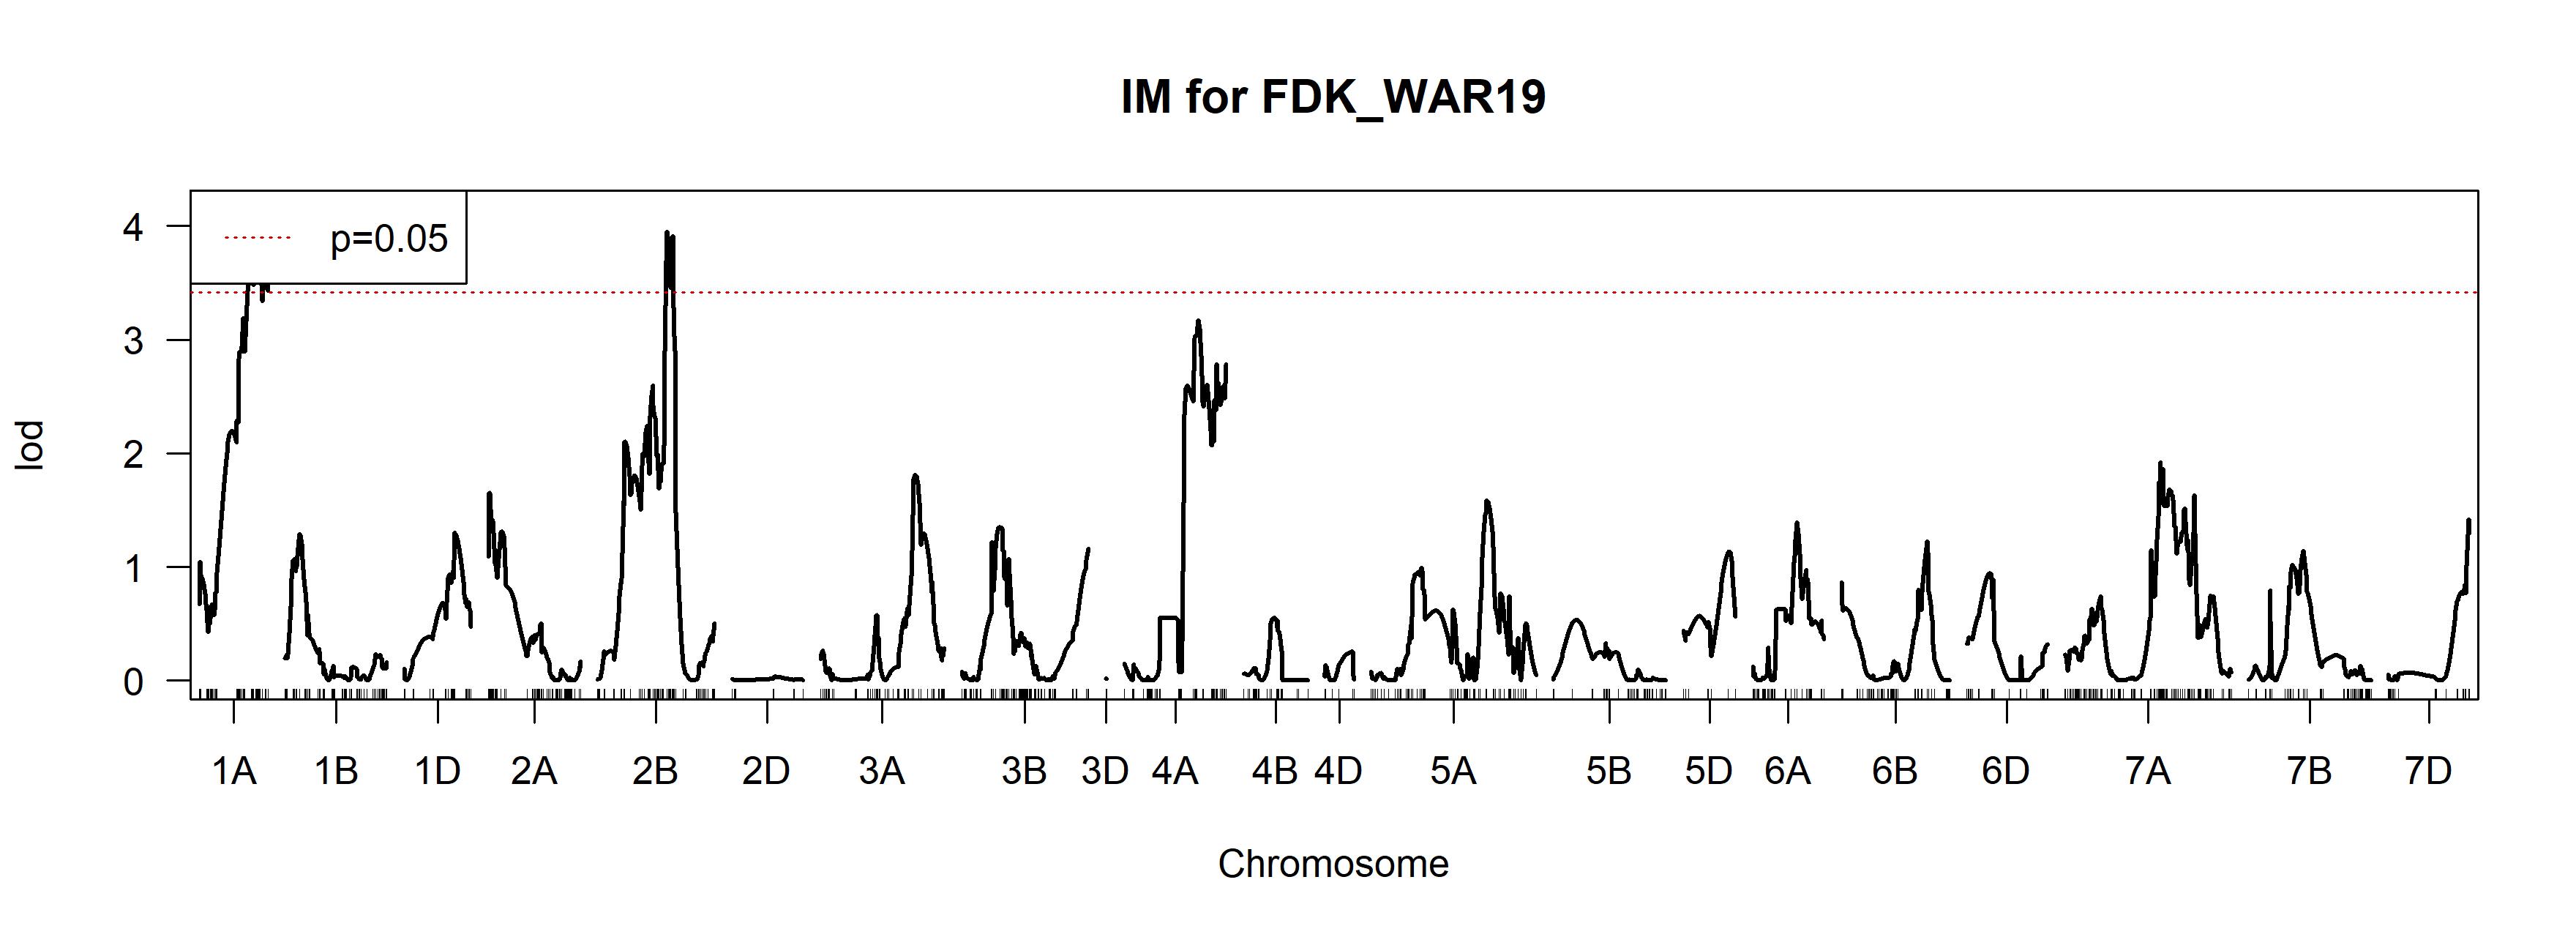 IM for FDK_WAR19
p=0.05
4
3
2
1
0
lod
1A 1B 1D 2A 2B 2D 3A 3B 3D 4A 4B 4D 5A 5B 5D 6A 6B 6D 7A 7B 7D
Chromosome